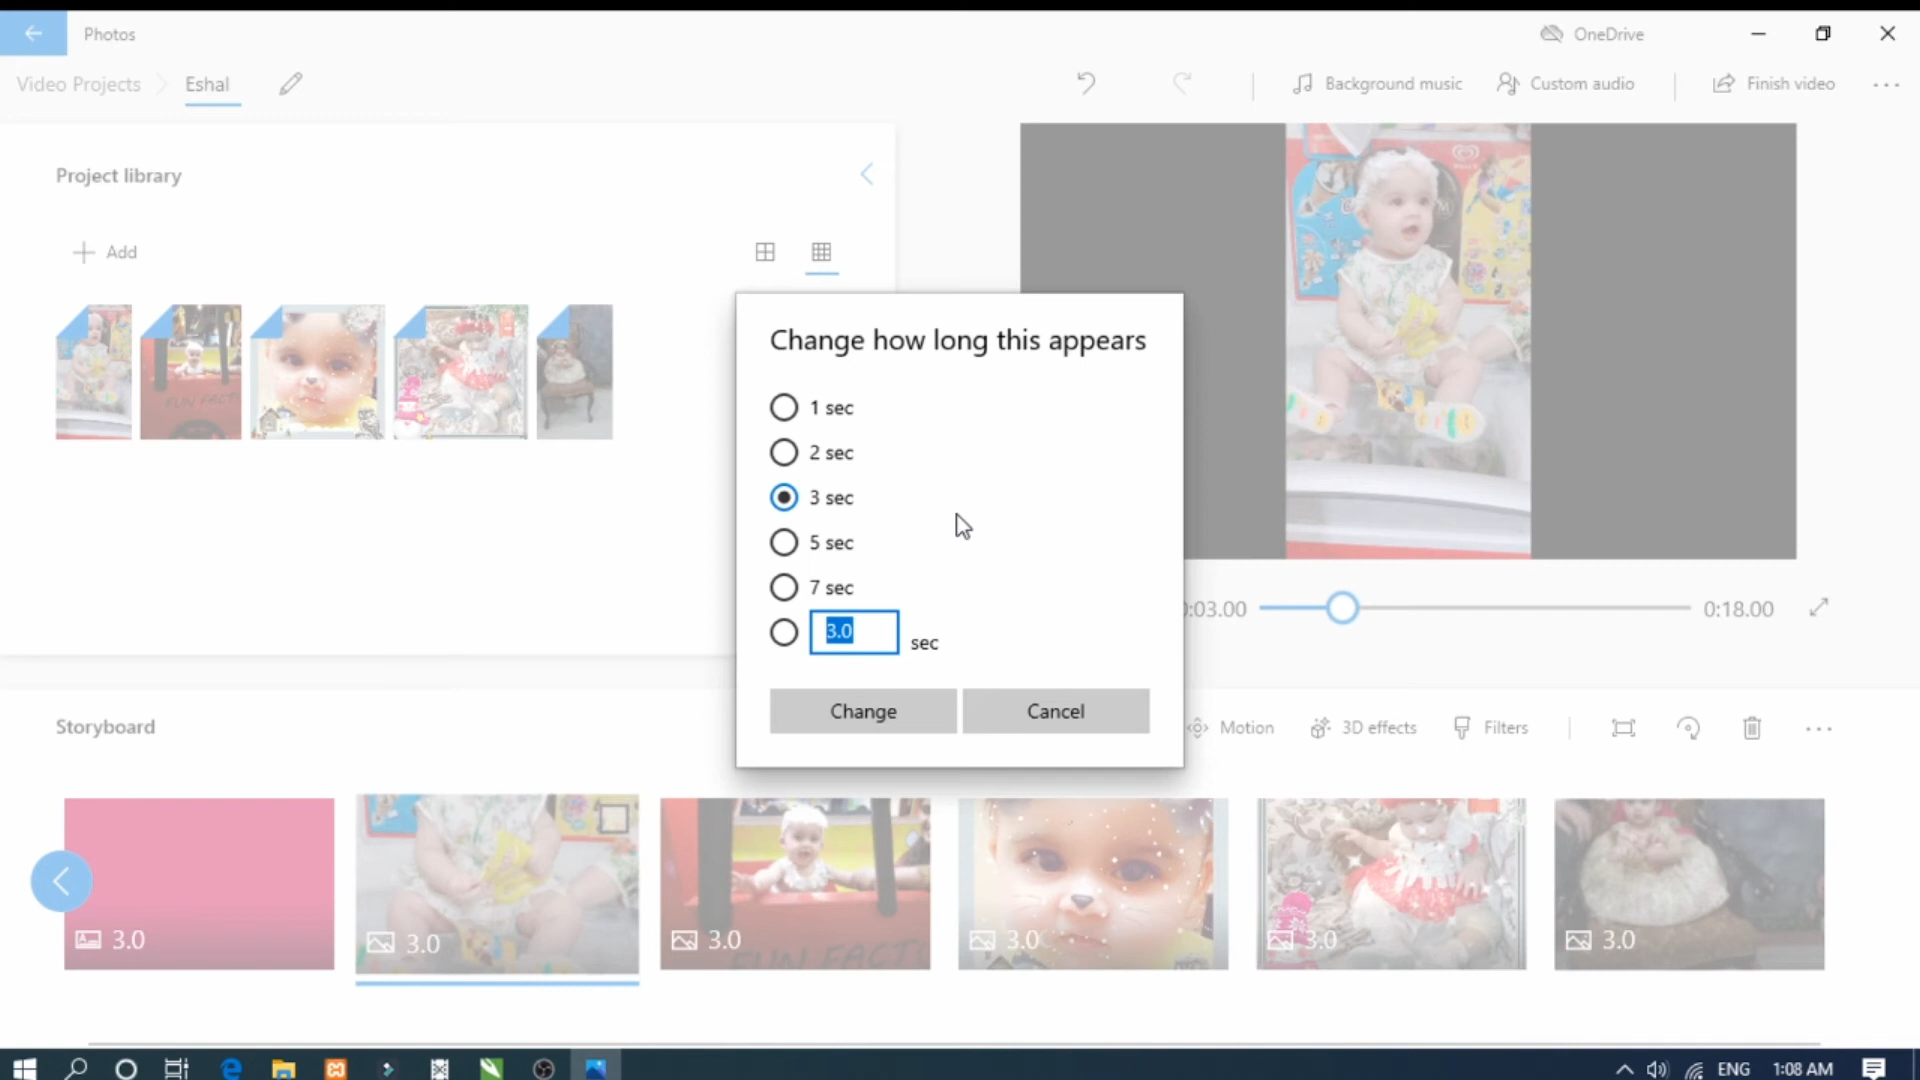 Photos
OneDrive
Video Projects
Eshal
Background music
Custom audio
Finish video
Project library
Add
Change how long this appears
1 sec
2 sec
3 sec
5 sec
7 sec
3.0 sec
Change
Cancel
:03.00
0:18.00
Storyboard
Motion
3D effects
Filters
3.0
3.0
3.0
3.0
3.0
3.0
FUN FACT
ENG
1:08 AM